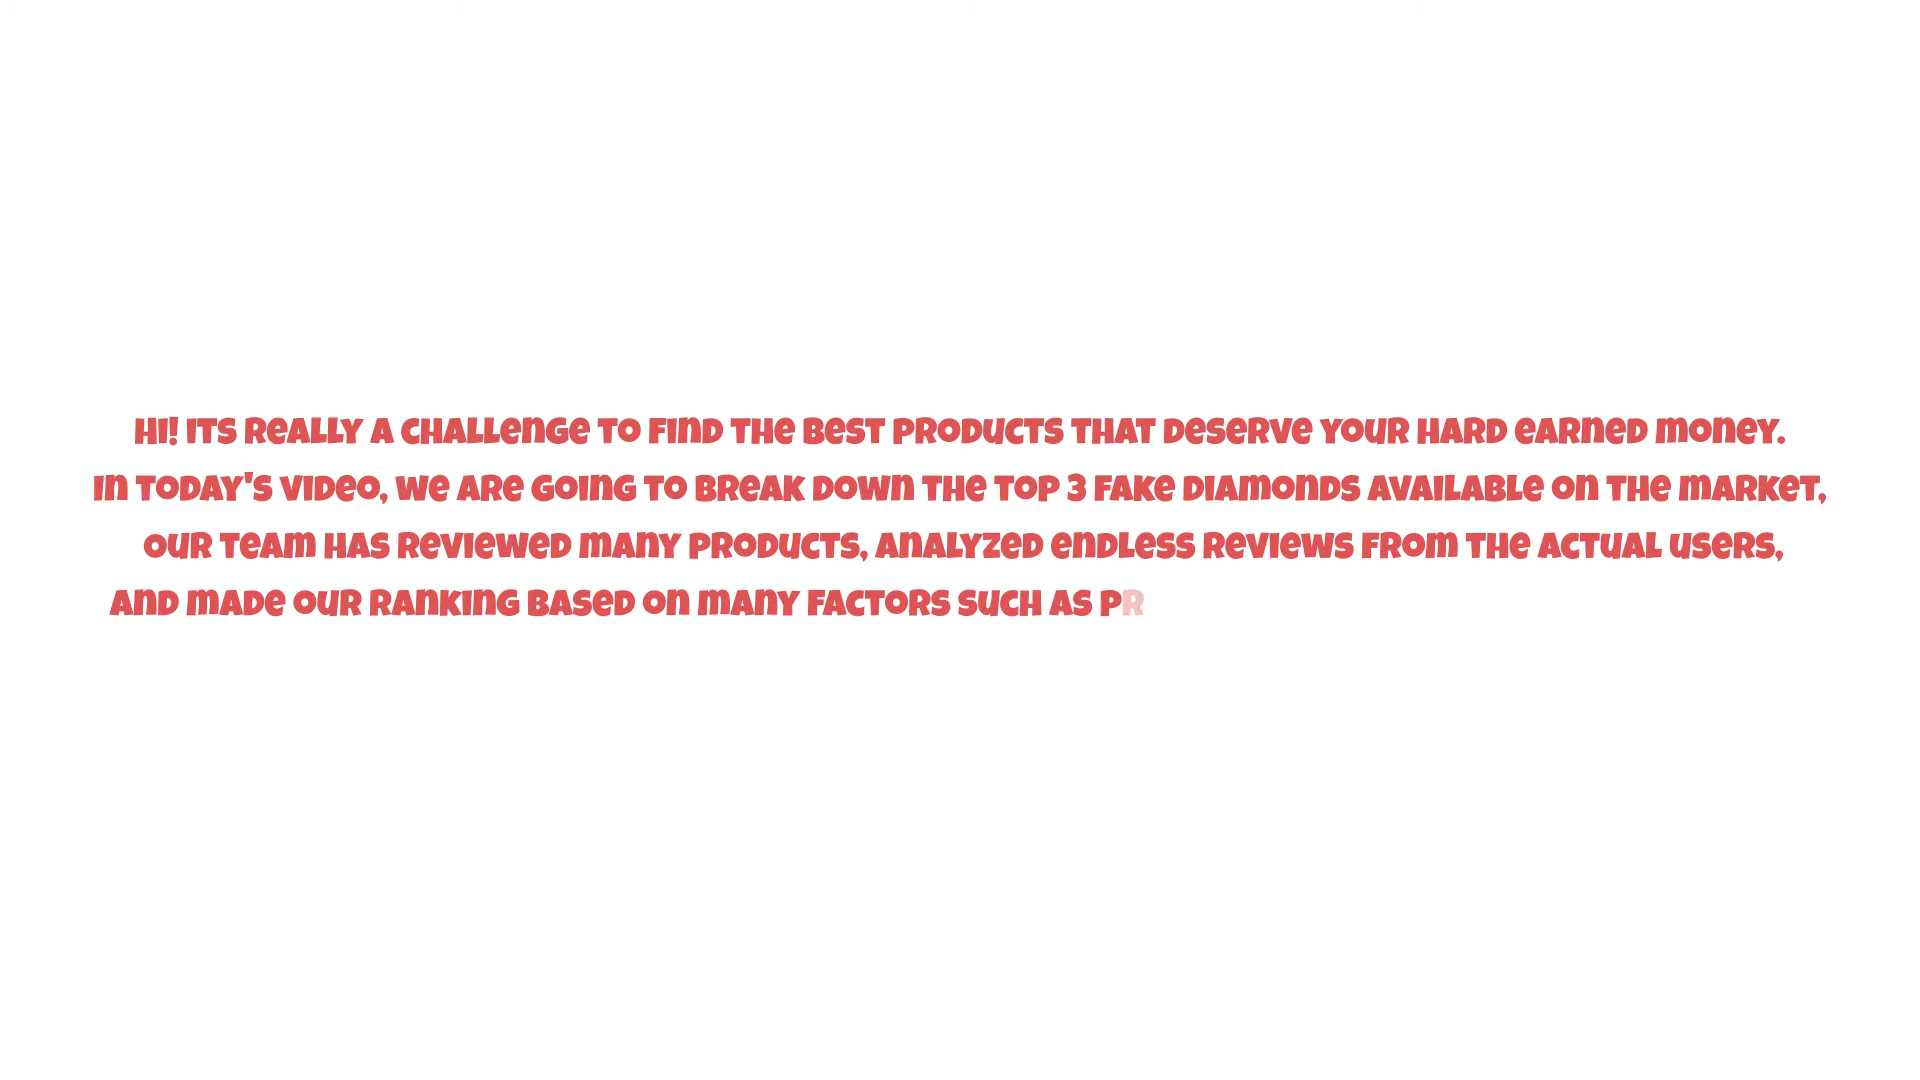 Hi! Its really a challenge to find the best products that deserve your hard earned money.
In today's video, we are going to break down the top 3 fake diamonds available on the market,
our team has reviewed many products, analyzed endless reviews from the actual users,
and made our ranking based on many factors such as pr